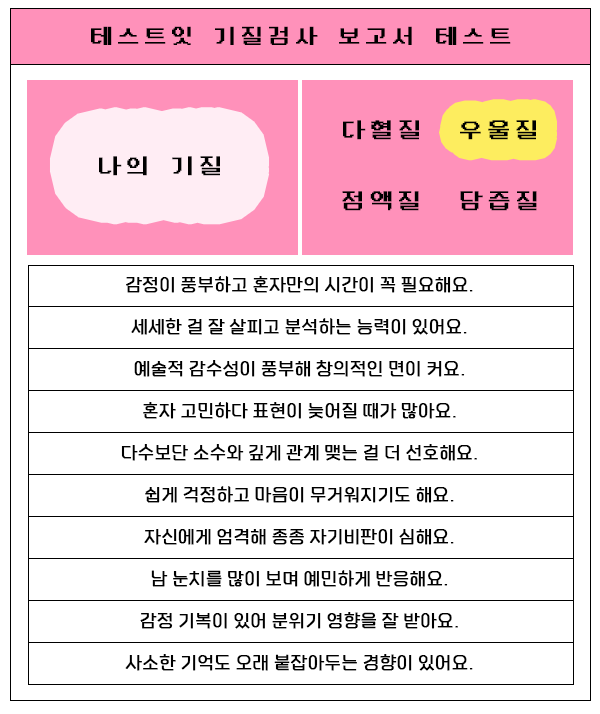 테스트잇 기질검사 보고서 테스트
나의 기질
다혈질 우울질
점액질 담즙질
감정이 풍부하고 혼자만의 시간이 꼭 필요해요.
세세한 걸 잘 살피고 분석하는 능력이 있어요.
예술적 감수성이 풍부해 창의적인 면이 커요.
혼자 고민하다 표현이 늦어질 때가 많아요.
다수보단 소수와 깊게 관계 맺는 걸 더 선호해요.
쉽게 걱정하고 마음이 무거워지기도 해요.
자신에게 엄격해 종종 자기비판이 심해요.
남 눈치를 많이 보며 예민하게 반응해요.
감정 기복이 있어 분위기 영향을 잘 받아요.
사소한 기억도 오래 붙잡아두는 경향이 있어요.